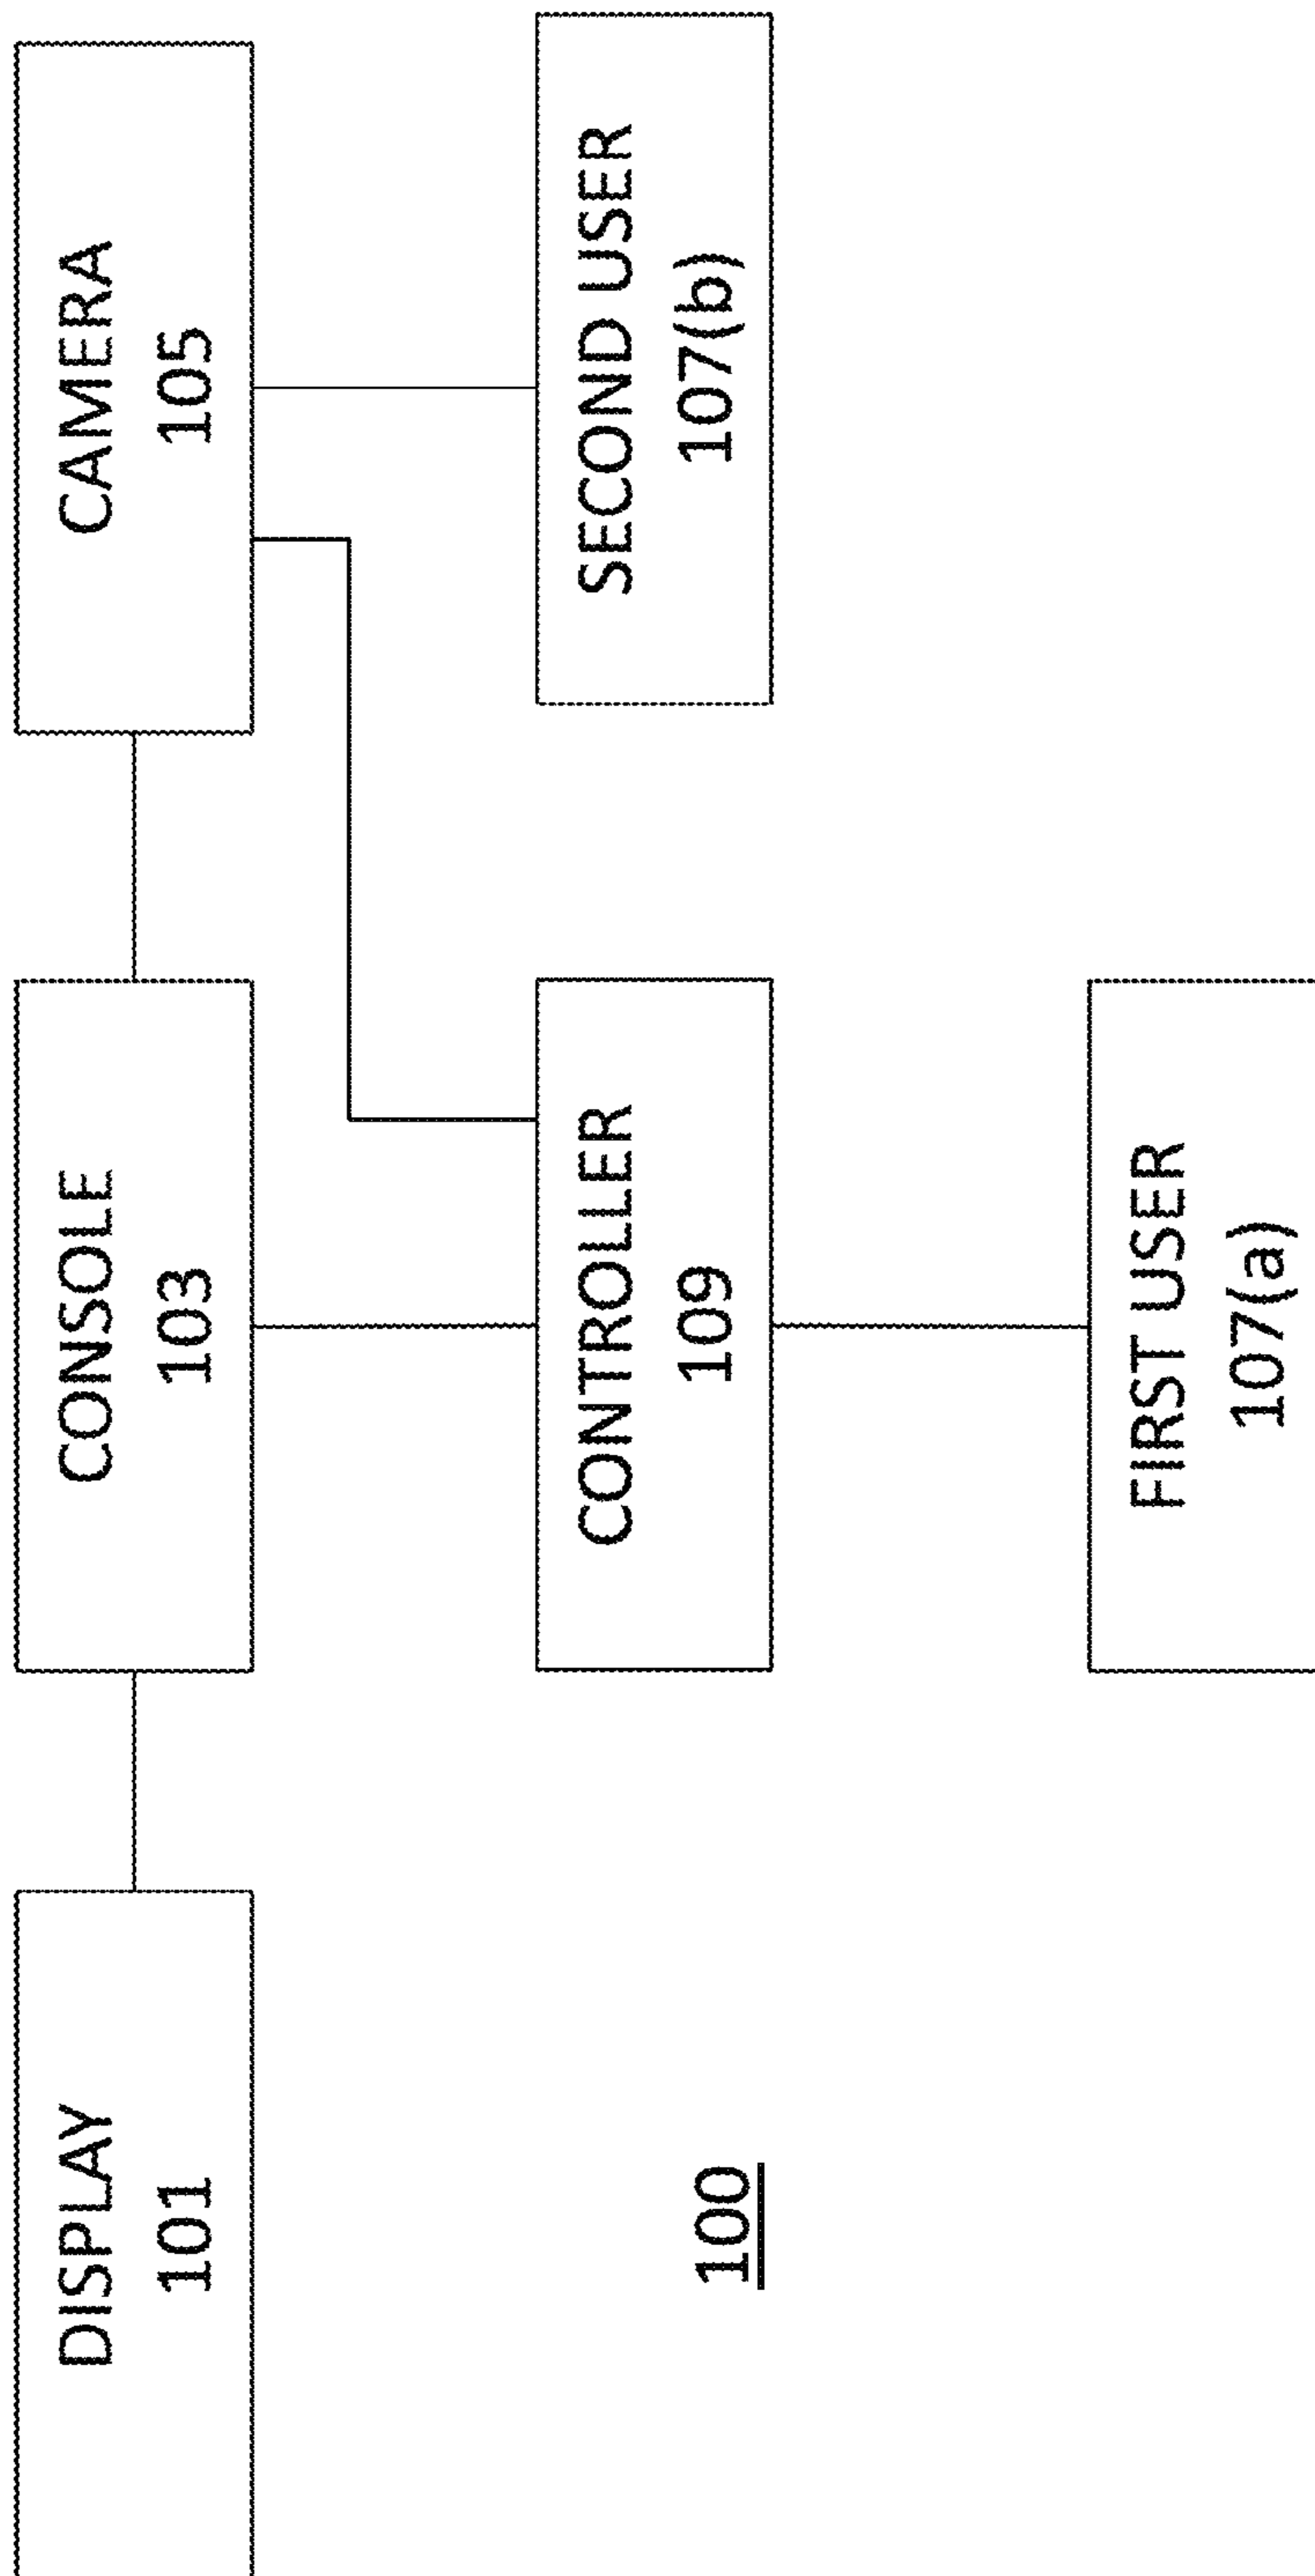 DISPLAY
101
CONSOLE
103
CAMERA
105
CONTROLLER
109
SECOND USER
107(b)
FIRST USER
107(a)
100